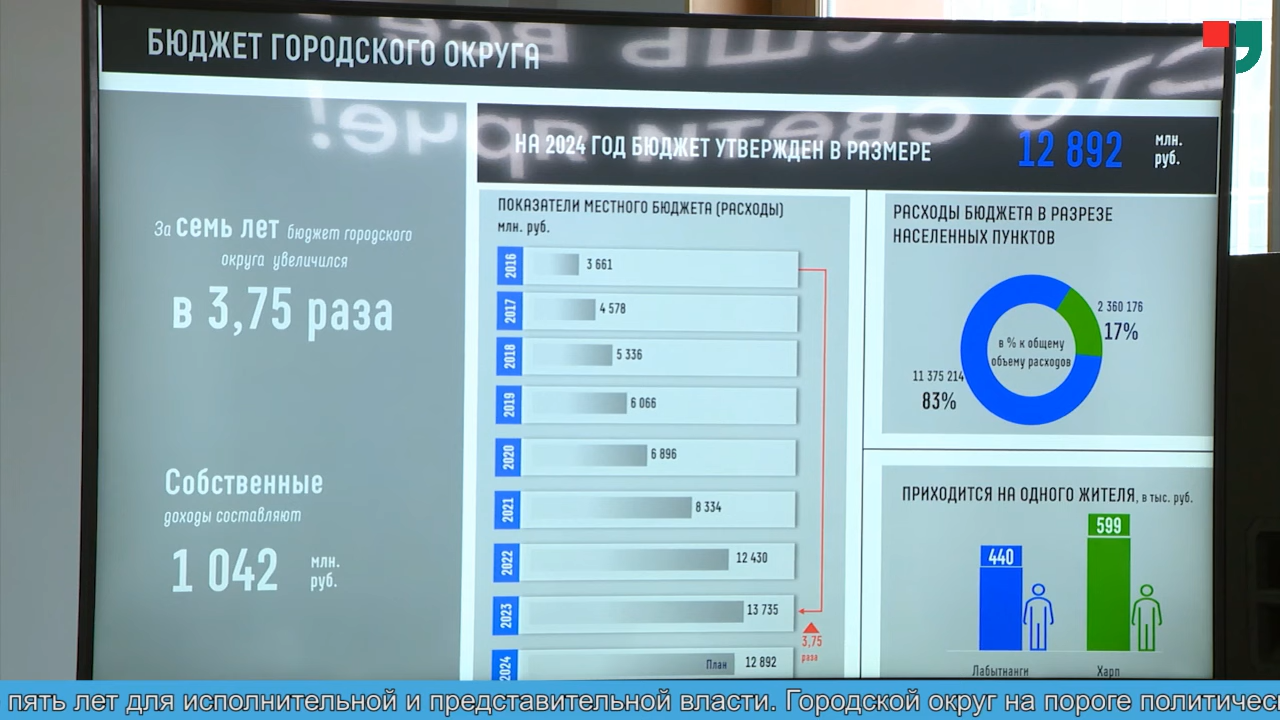 БЮДЖЕТ ГОРОДСКОГО ОКРУГА
НА 2024 ГОД БЮДЖЕТ УТВЕРЖДЕН В РАЗМЕРЕ
12 892
млн.
руб.
За семь лет бюджет городского
округа увеличился
в 3,75 раза
Собственные
доходы составляют
1 042
млн.
руб.
ПОКАЗАТЕЛИ МЕСТНОГО БЮДЖЕТА (РАСХОДЫ)
млн. руб.
2016 3 661
2017 4 578
2018 5 336
2019 6 066
2020 6 896
2021 8 334
2022 12 430
2023 13 735
2024 План 12 892
3,75
раза
РАСХОДЫ БЮДЖЕТА В РАЗРЕЗЕ
НАСЕЛЕННЫХ ПУНКТОВ
2 360 176
17%
в % к общему
объему расходов
11 375 214
83%
ПРИХОДИТСЯ НА ОДНОГО ЖИТЕЛЯ, в тыс. руб.
440
599
Лабытнанги
Харп
пять лет для исполнительной и представительной власти. Городской округ на пороге политичес